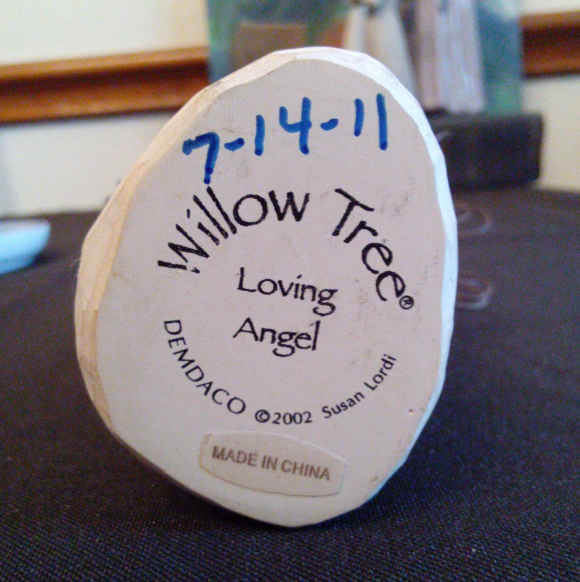 7-14-11
Willow Tree®
Loving
Angel
DEMDACO ©2002 Susan Lordi
MADE IN CHINA